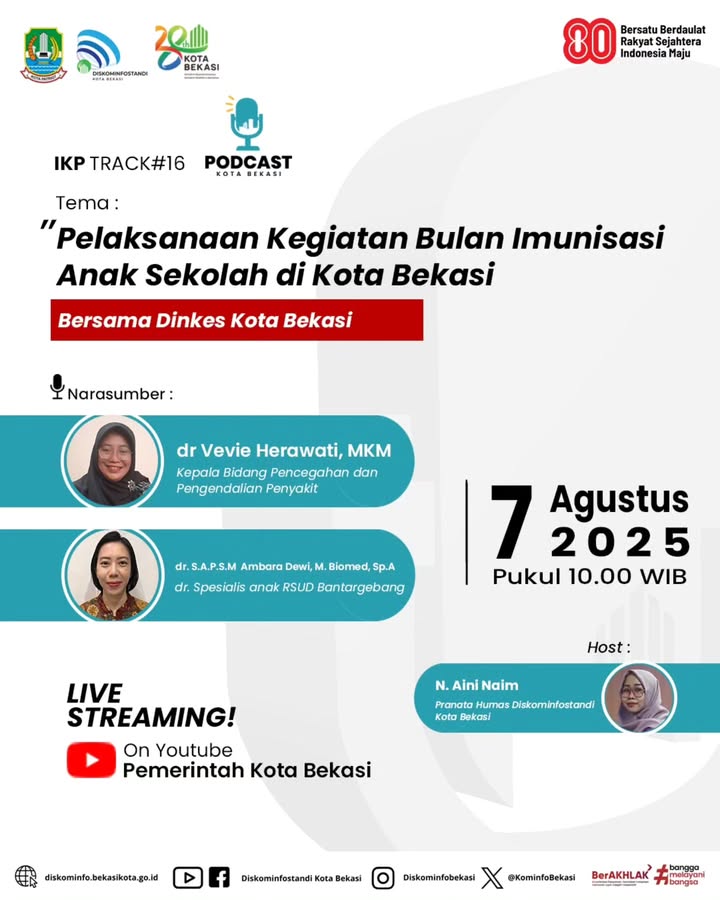 KOTA PATRIOT
DISKOMINFOSTANDI
KOTA BEKASI
28th
KOTA
BEKASI
80
Bersatu Berdaulat
Rakyat Sejahtera
Indonesia Maju
IKP TRACK#16
PODCAST
KOTA BEKASI
Tema :
"Pelaksanaan Kegiatan Bulan Imunisasi
Anak Sekolah di Kota Bekasi
Bersama Dinkes Kota Bekasi
Narasumber :
dr Vevie Herawati, MKM
Kepala Bidang Pencegahan dan
Pengendalian Penyakit
dr. S.A.P.S.M Ambara Dewi, M. Biomed, Sp.A
dr. Spesialis anak RSUD Bantargebang
7 Agustus
2025
Pukul 10.00 WIB
Host :
N. Aini Naim
Pranata Humas Diskominfostandi
Kota Bekasi
LIVE
STREAMING!
On Youtube
Pemerintah Kota Bekasi
diskominfo.bekasikota.go.id
Diskominfostandi Kota Bekasi
Diskominfobekasi
@KominfoBekasi
BerAKHLAK
#bangga
melayani
bangsa